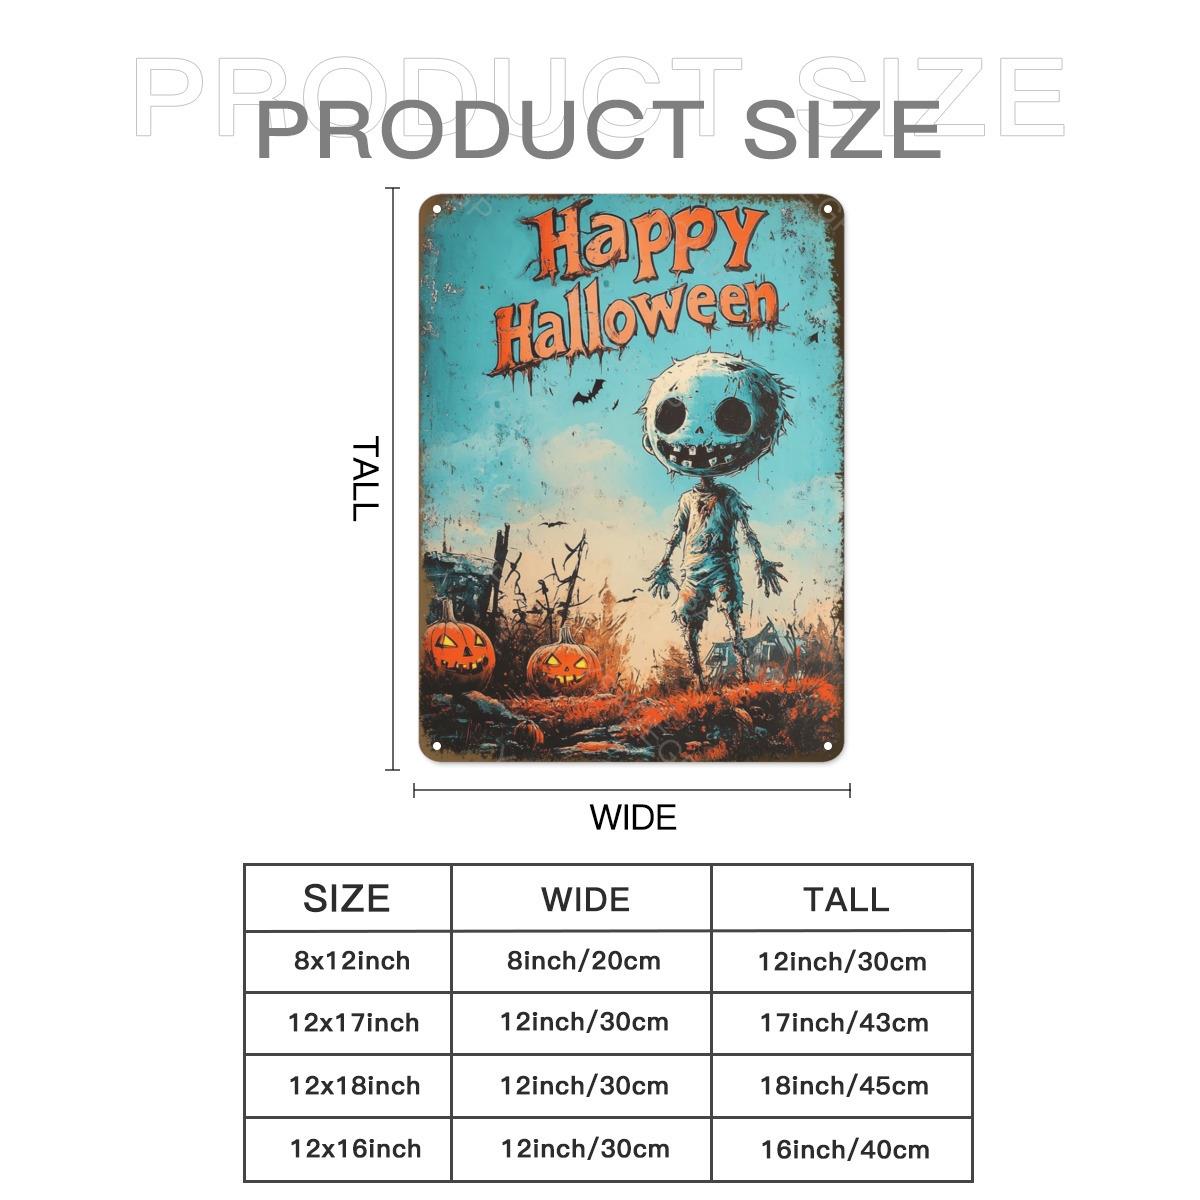 PRODUCT SIZE
PRODUCT SIZE
Happy
Halloween
TALL
WIDE
SIZE WIDE TALL
8x12inch 8inch/20cm 12inch/30cm
12x17inch 12inch/30cm 17inch/43cm
12x18inch 12inch/30cm 18inch/45cm
12x16inch 12inch/30cm 16inch/40cm